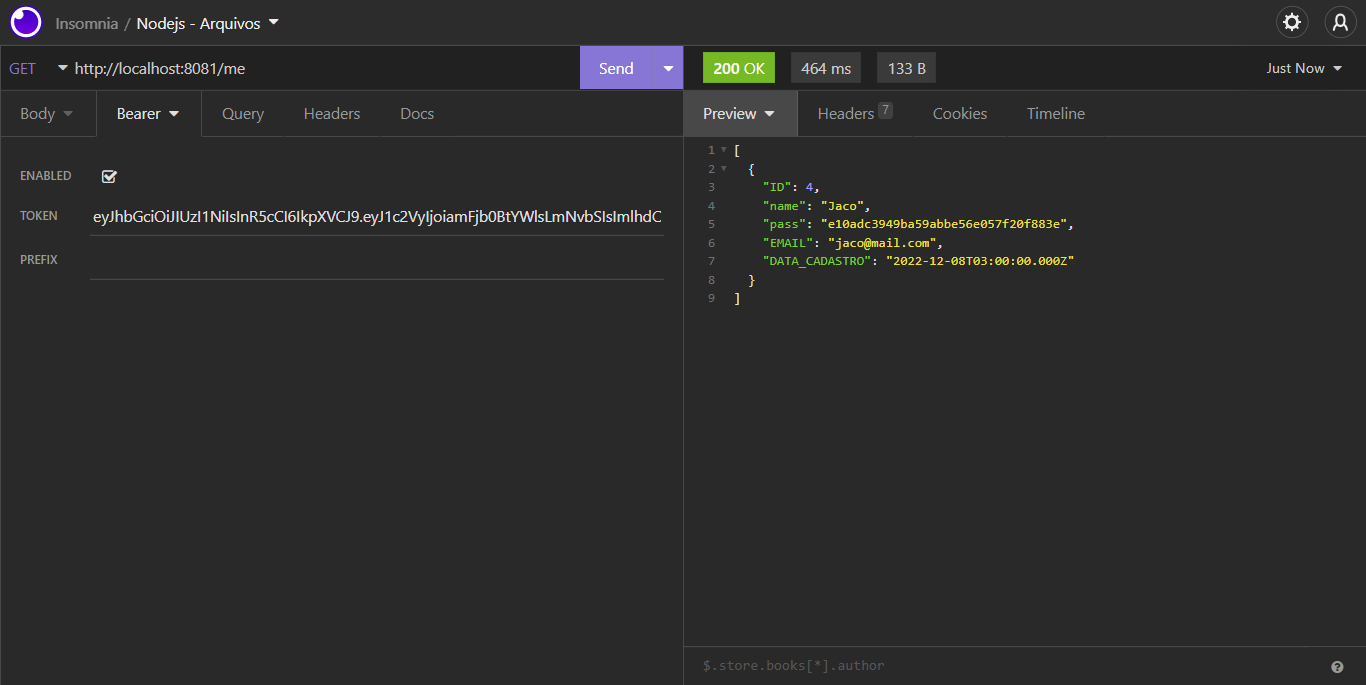 Insomnia / Nodejs - Arquivos
GET http://localhost:8081/me Send
200 OK 464 ms 133 B Just Now
Body Bearer Query Headers Docs
Preview Headers 7 Cookies Timeline
ENABLED
TOKEN eyJhbGciOiJIUzI1NiIsInR5cCI6IkpXVCJ9.eyJ1c2VyIjoiamFjb0BtYWlsLmNvbSIsImlhdC
PREFIX
1 [
2 {
3 "ID": 4,
4 "name": "Jaco",
5 "pass": "e10adc3949ba59abbe56e057f20f883e",
6 "EMAIL": "jaco@mail.com",
7 "DATA_CADASTRO": "2022-12-08T03:00:00.000Z"
8 }
9 ]
$.store.books[*].author
?